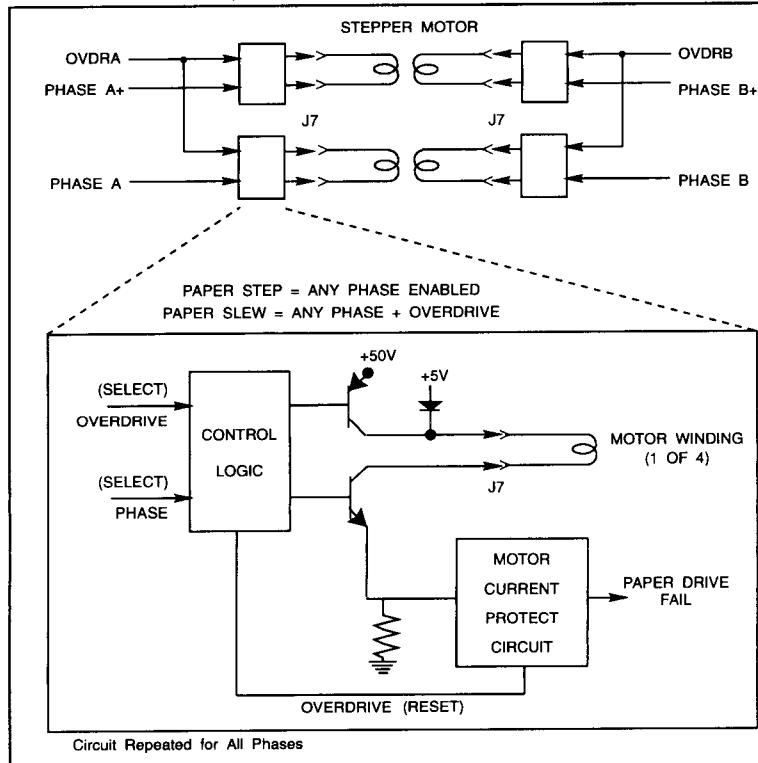 STEPPER MOTOR
OVDRA
OVDRB
PHASE A+
PHASE B+
J7
J7
PHASE A
PHASE B
PAPER STEP = ANY PHASE ENABLED
PAPER SLEW = ANY PHASE + OVERDRIVE
+50V
+5V
(SELECT)
OVERDRIVE
CONTROL
LOGIC
MOTOR WINDING
(1 OF 4)
(SELECT)
PHASE
J7
MOTOR
CURRENT
PROTECT
CIRCUIT
PAPER DRIVE
FAIL
OVERDRIVE (RESET)
Circuit Repeated for All Phases